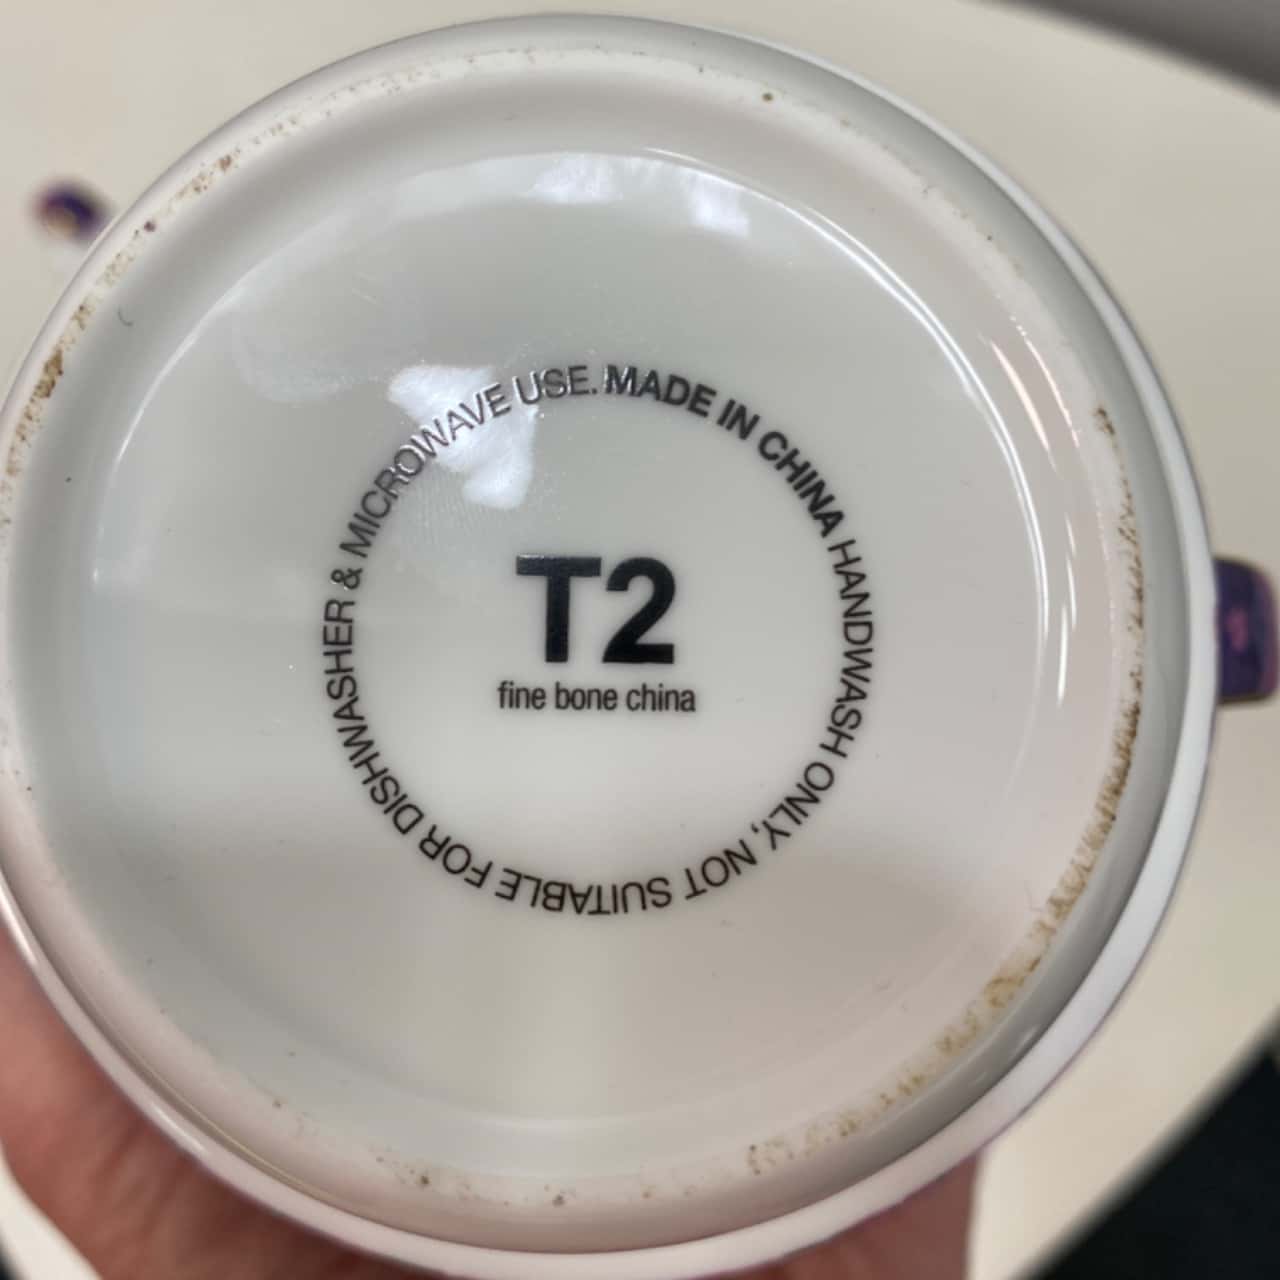 MADE IN CHINA HANDWASH ONLY, NOT SUITABLE FOR DISHWASHER & MICROWAVE USE.
T2
fine bone china